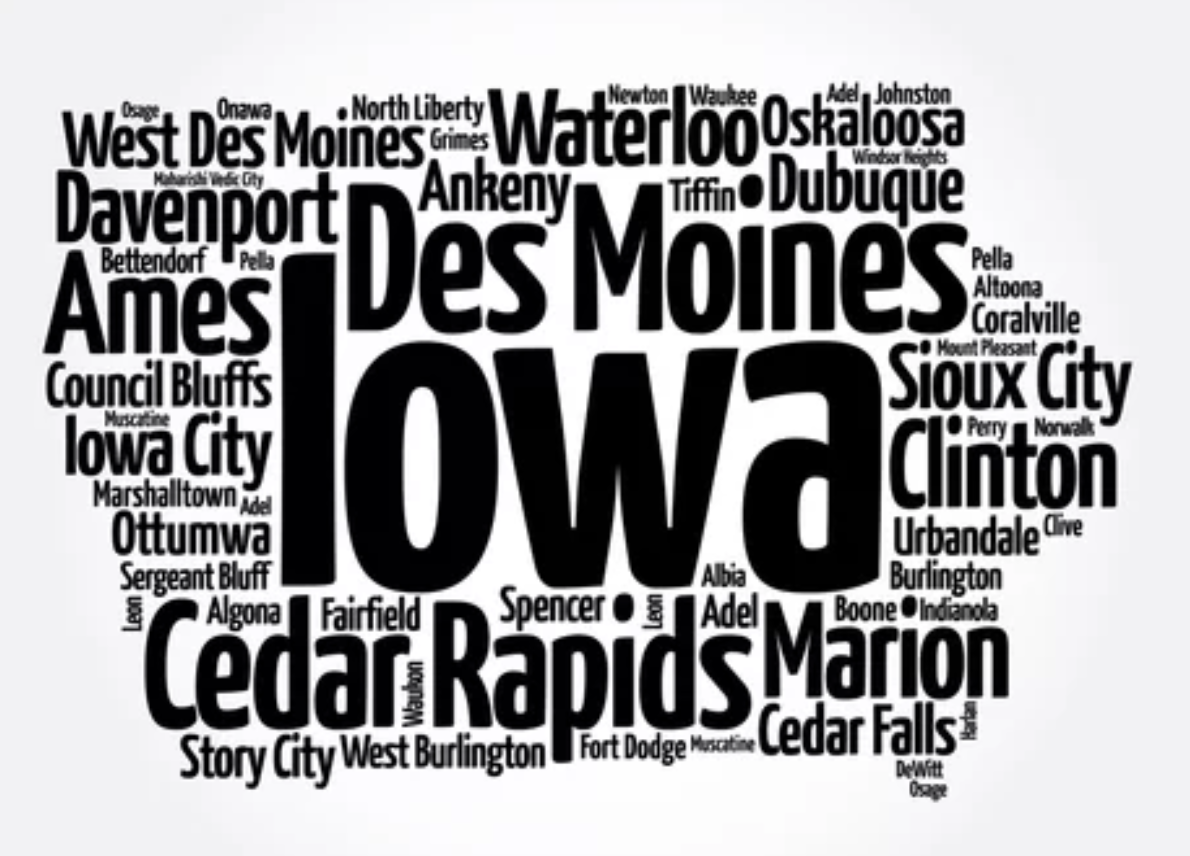 Osage
Onawa
North Liberty
Newton
Waukee
Adel
Johnston
West Des Moines
Grimes
Waterloo
Oskaloosa
Windsor Heights
Maharishi Vedic City
Ankeny
Tiffin
Dubuque
Davenport
Des Moines
Bettendorf
Pella
Pella
Ames
Altoona
Coralville
Iowa
Mount Pleasant
Council Bluffs
Sioux City
Muscatine
Perry
Norwalk
Iowa City
Clinton
Marshalltown
Adel
Ottumwa
Urbandale
Clive
Sergeant Bluff
Albia
Burlington
Leon
Algona
Fairfield
Spencer
Leon
Adel
Boone
Indianola
Cedar Rapids
Marion
Waukon
Cedar Falls
Harlan
Story City
West Burlington
Fort Dodge
Muscatine
DeWitt
Osage